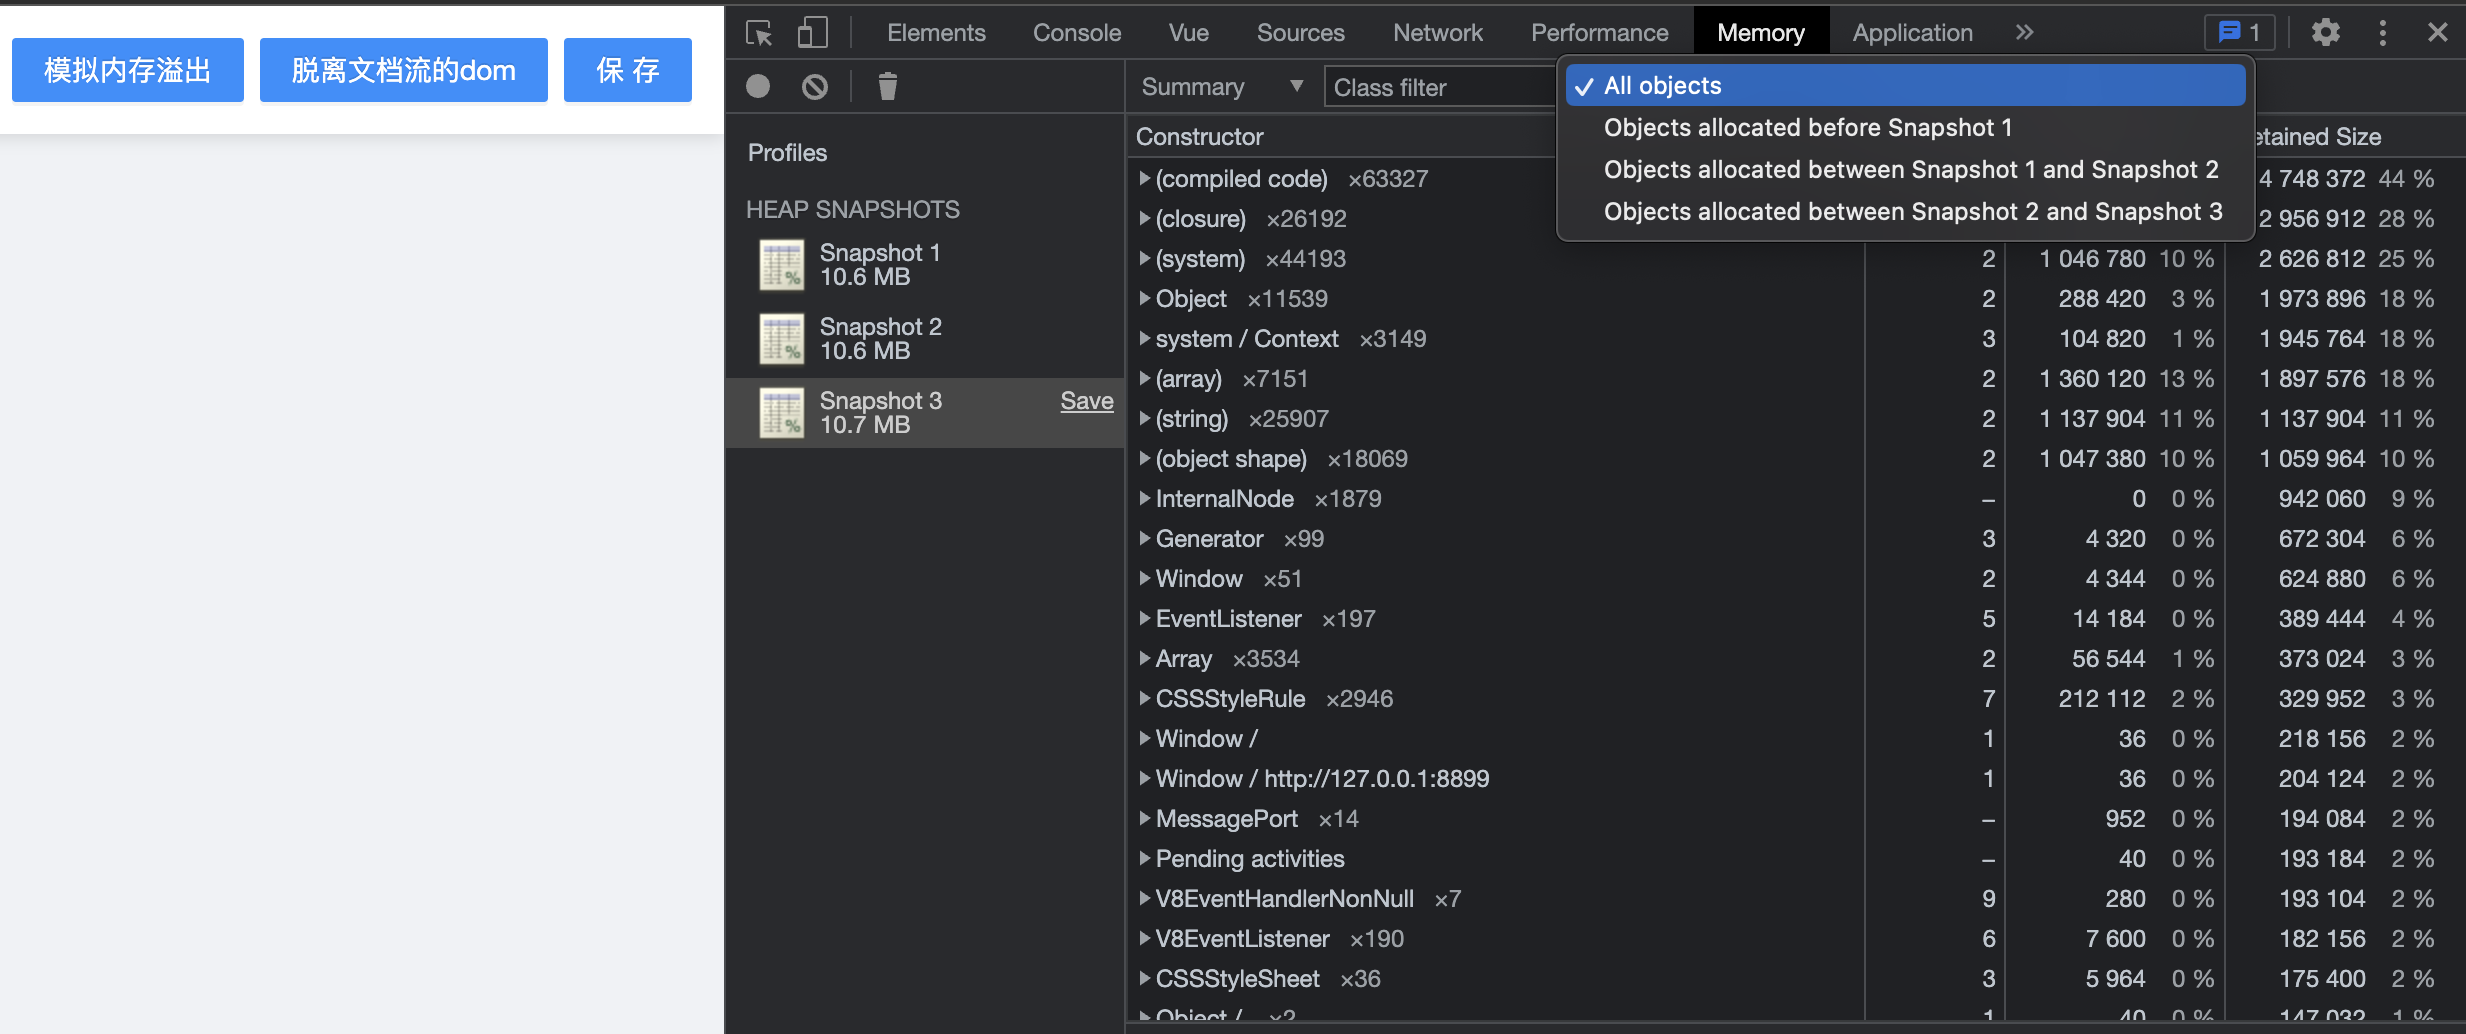 模拟内存溢出
脱离文档流的dom
保 存
Elements Console Vue Sources Network Performance Memory Application » 1
Summary ▼ Class filter
✓ All objects
Objects allocated before Snapshot 1
Objects allocated between Snapshot 1 and Snapshot 2
Objects allocated between Snapshot 2 and Snapshot 3
Profiles
HEAP SNAPSHOTS
Snapshot 1
10.6 MB
Snapshot 2
10.6 MB
Snapshot 3 Save
10.7 MB
Constructor etained Size
(compiled code) ×63327 4 748 372 44 %
(closure) ×26192 2 956 912 28 %
(system) ×44193 2 1 046 780 10 % 2 626 812 25 %
Object ×11539 2 288 420 3 % 1 973 896 18 %
system / Context ×3149 3 104 820 1 % 1 945 764 18 %
(array) ×7151 2 1 360 120 13 % 1 897 576 18 %
(string) ×25907 2 1 137 904 11 % 1 137 904 11 %
(object shape) ×18069 2 1 047 380 10 % 1 059 964 10 %
InternalNode ×1879 – 0 0 % 942 060 9 %
Generator ×99 3 4 320 0 % 672 304 6 %
Window ×51 2 4 344 0 % 624 880 6 %
EventListener ×197 5 14 184 0 % 389 444 4 %
Array ×3534 2 56 544 1 % 373 024 3 %
CSSStyleRule ×2946 7 212 112 2 % 329 952 3 %
Window / 1 36 0 % 218 156 2 %
Window / http://127.0.0.1:8899 1 36 0 % 204 124 2 %
MessagePort ×14 – 952 0 % 194 084 2 %
Pending activities – 40 0 % 193 184 2 %
V8EventHandlerNonNull ×7 9 280 0 % 193 104 2 %
V8EventListener ×190 6 7 600 0 % 182 156 2 %
CSSStyleSheet ×36 3 5 964 0 % 175 400 2 %
Object / ×2 1 40 0 % 147 032 1 %